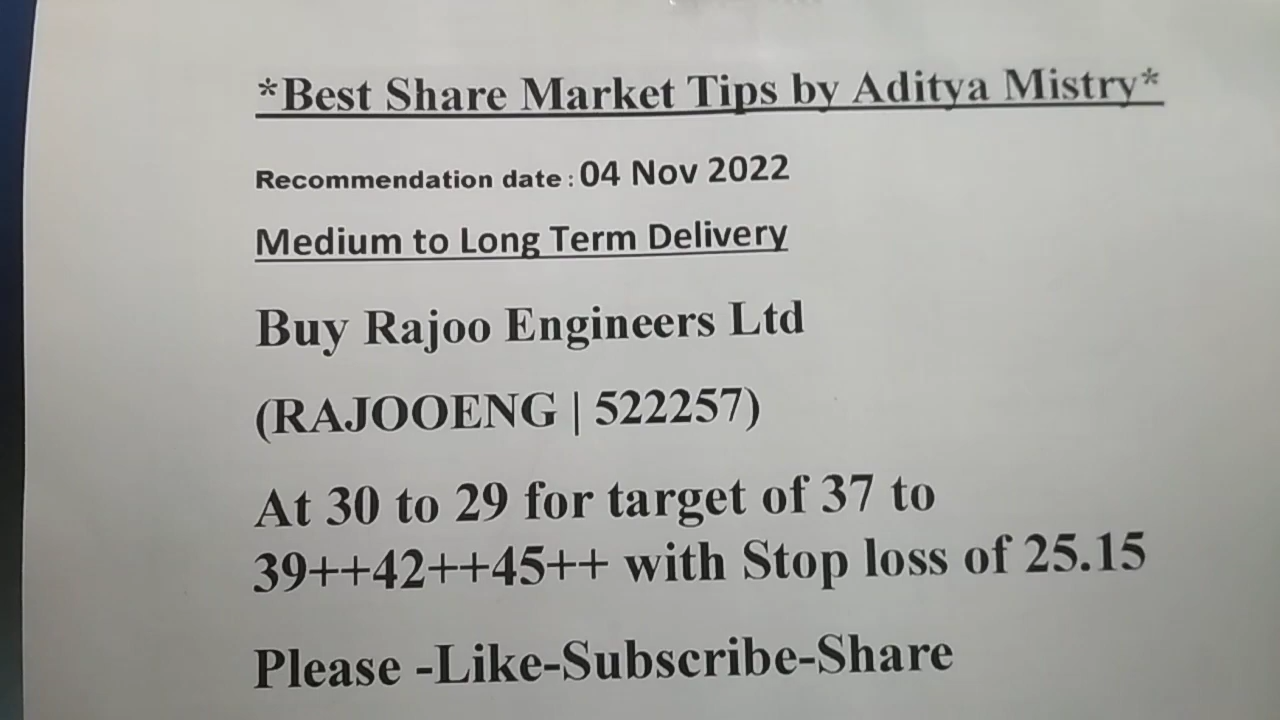 *Best Share Market Tips by Aditya Mistry*
Recommendation date : 04 Nov 2022
Medium to Long Term Delivery
Buy Rajoo Engineers Ltd
(RAJOOENG | 522257)
At 30 to 29 for target of 37 to
39++42++45++ with Stop loss of 25.15
Please -Like-Subscribe-Share